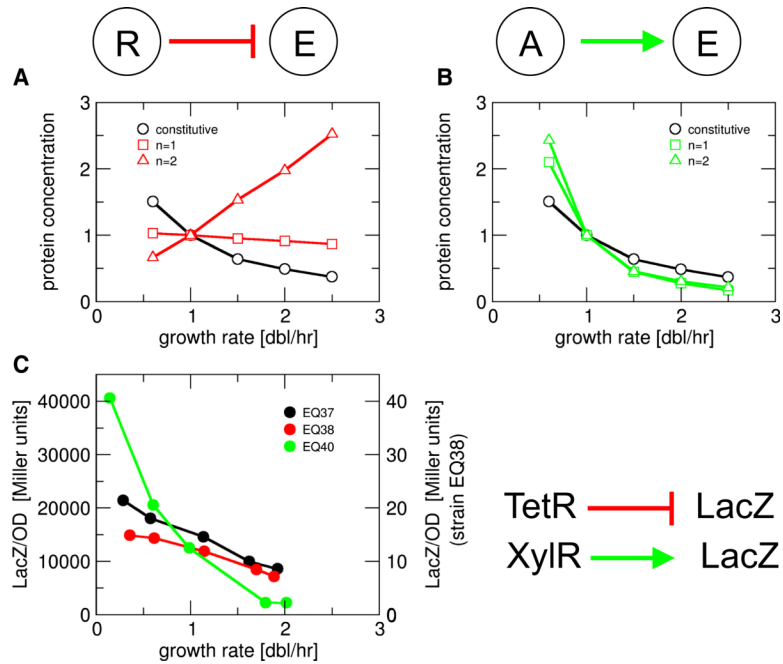 R E
A E
A
3
2
1
0
protein concentration
constitutive
n=1
n=2
0 1 2 3
growth rate [dbl/hr]
B
3
2
1
0
protein concentration
constitutive
n=1
n=2
0 1 2 3
growth rate [dbl/hr]
C
40000
30000
20000
10000
0
LacZ/OD [Miller units]
EQ37
EQ38
EQ40
40
30
20
10
0
LacZ/OD [Miller units]
(strain EQ38)
0 1 2 3
growth rate [dbl/hr]
TetR LacZ
XylR LacZ